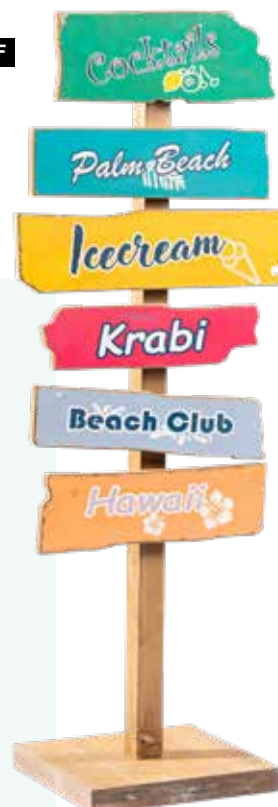 F
Cocktails
Palm Beach
Icecream
Krabi
Beach Club
Hawaii